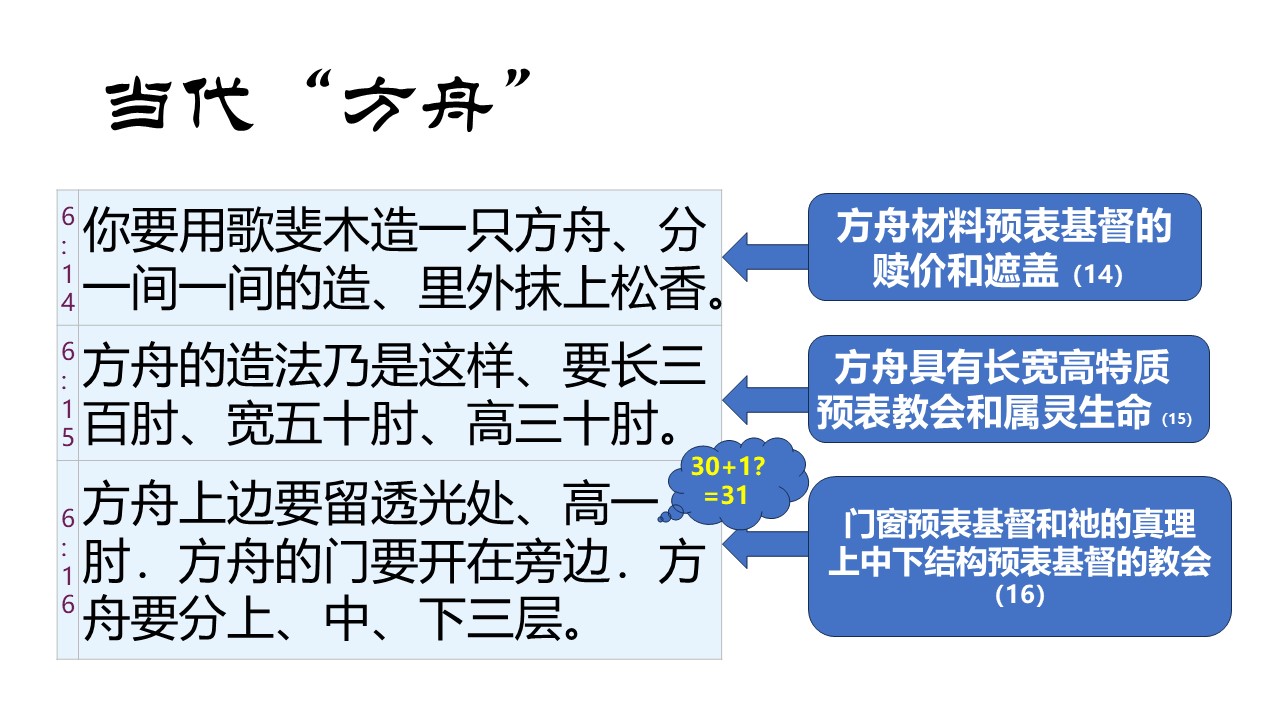 当代“方舟”
6:14
你要用歌斐木造一只方舟、分
一间一间的造、里外抹上松香。
方舟材料预表基督的
赎价和遮盖 (14)
6:15
方舟的造法乃是这样、要长三
百肘、宽五十肘、高三十肘。
方舟具有长宽高特质
预表教会和属灵生命 (15)
6:16
方舟上边要留透光处、高一
肘．方舟的门要开在旁边．方
舟要分上、中、下三层。
30+1?
=31
门窗预表基督和祂的真理
上中下结构预表基督的教会
(16)